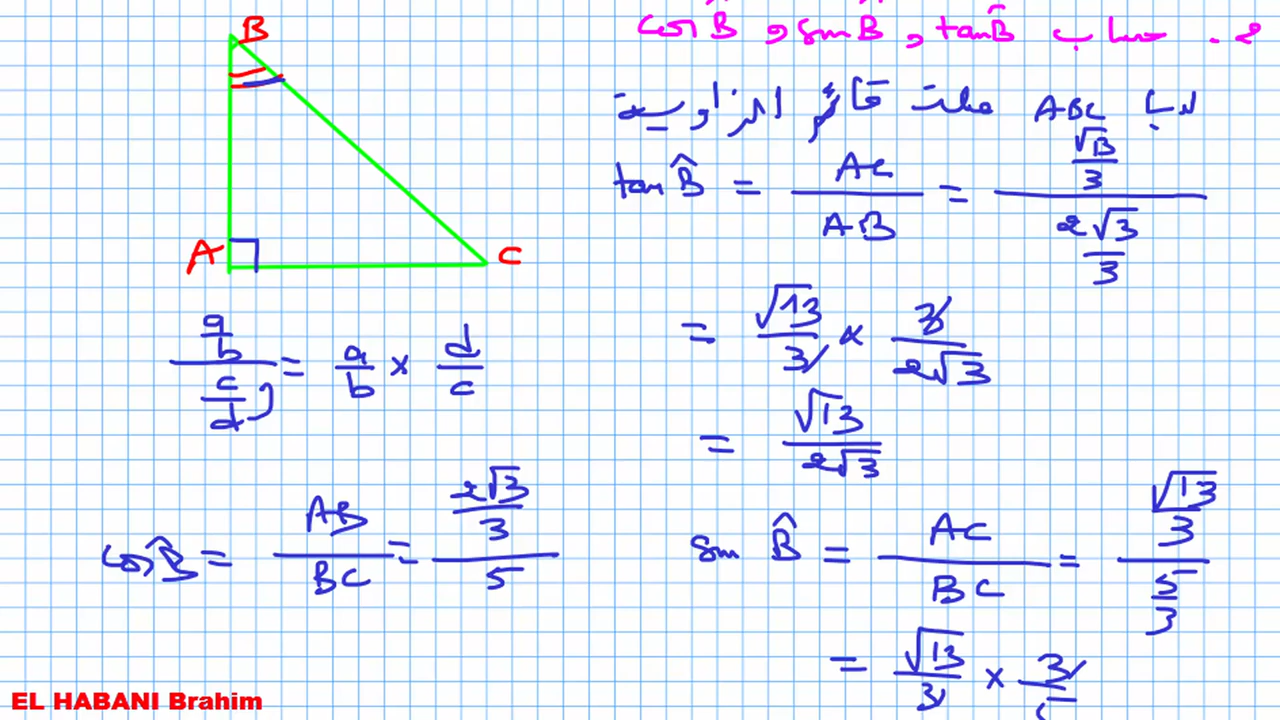 2. حساب tan B̂ و sin B̂ و cos B̂
لدينا ABC مثلث قائم الزاوية
tan B̂ = AC/AB = (√13/3)/(2√3/3)
= √13/3 × 3/(2√3)
= √13/(2√3)
sin B̂ = AC/BC = (√13/3)/(5/3)
= √13/3 × 3/5
B
A
C
(a/b)/(c/d) = a/b × d/c
cos B̂ = AB/BC = (2√3/3)/5
EL HABANI Brahim